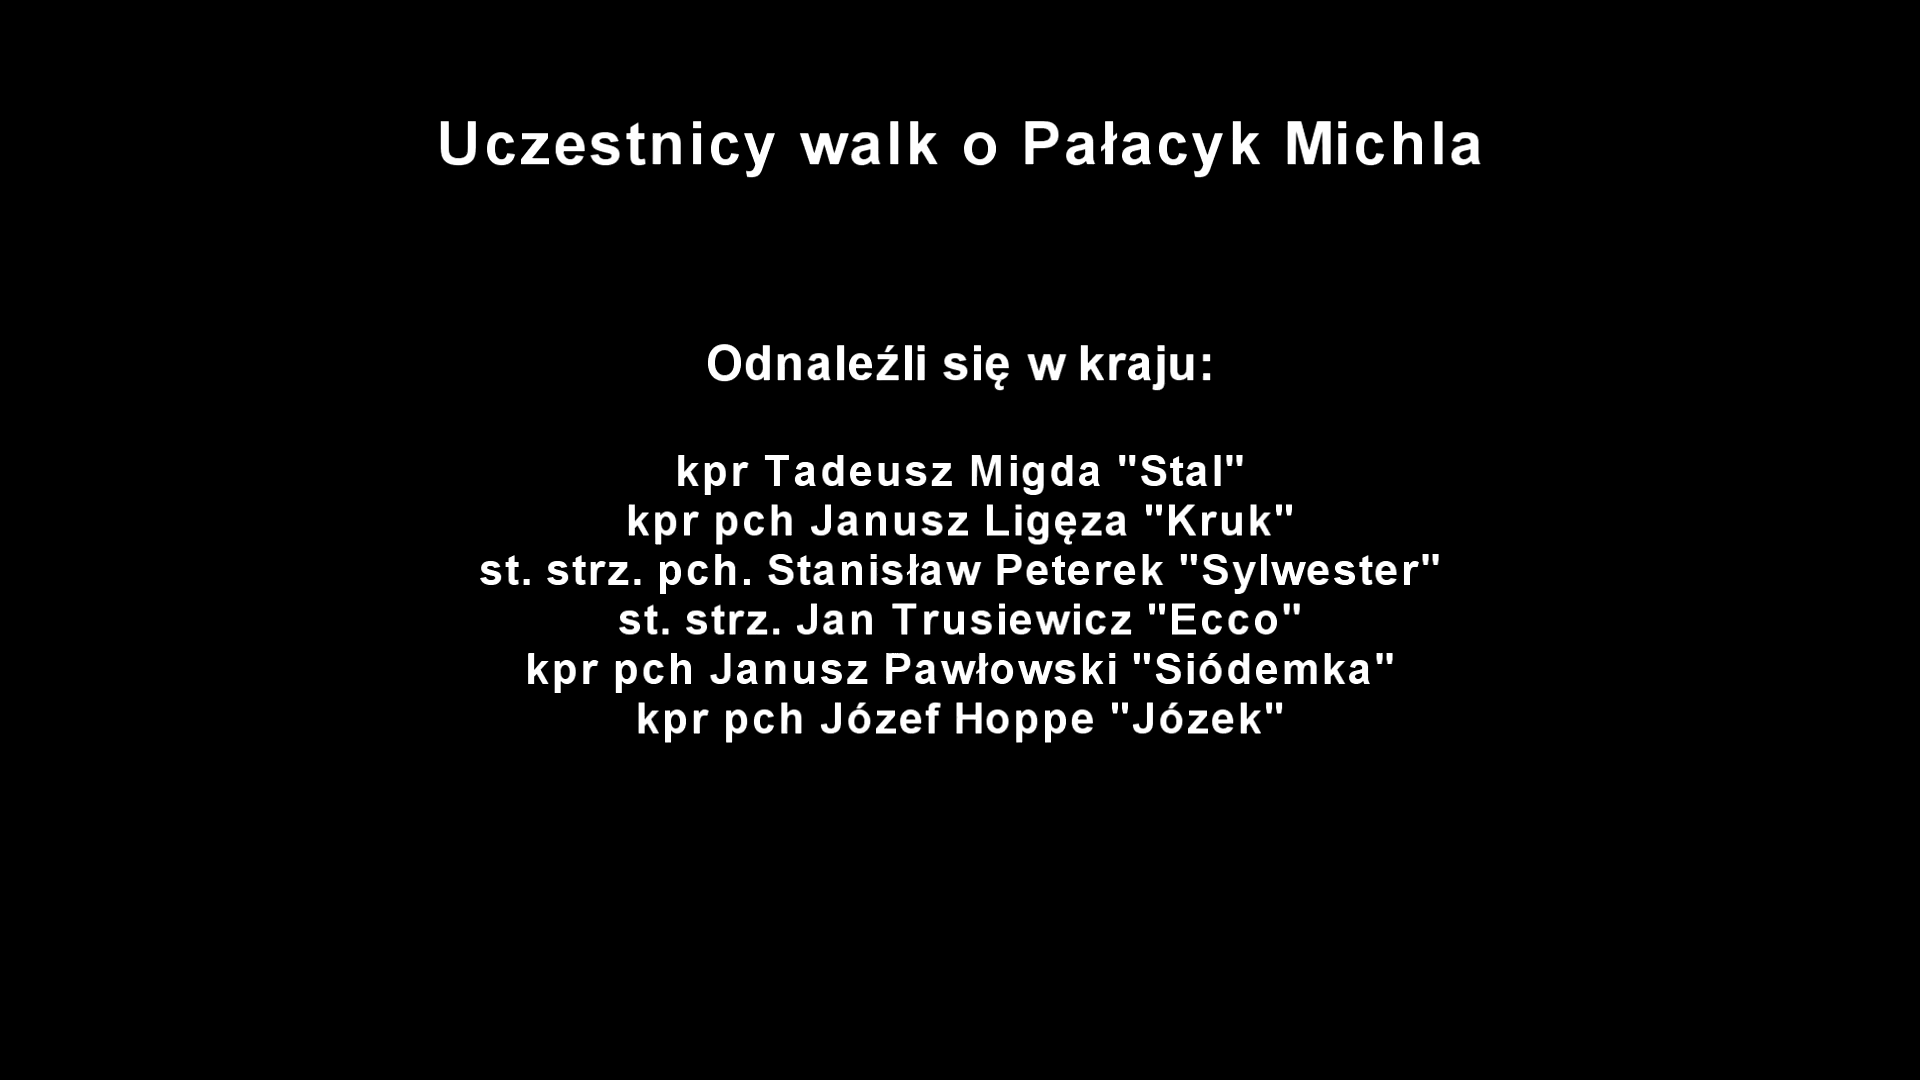 Uczestnicy walk o Pałacyk Michla
Odnaleźli się w kraju:
kpr Tadeusz Migda "Stal"
kpr pch Janusz Ligęza "Kruk"
st. strz. pch. Stanisław Peterek "Sylwester"
st. strz. Jan Trusiewicz "Ecco"
kpr pch Janusz Pawłowski "Siódemka"
kpr pch Józef Hoppe "Józek"